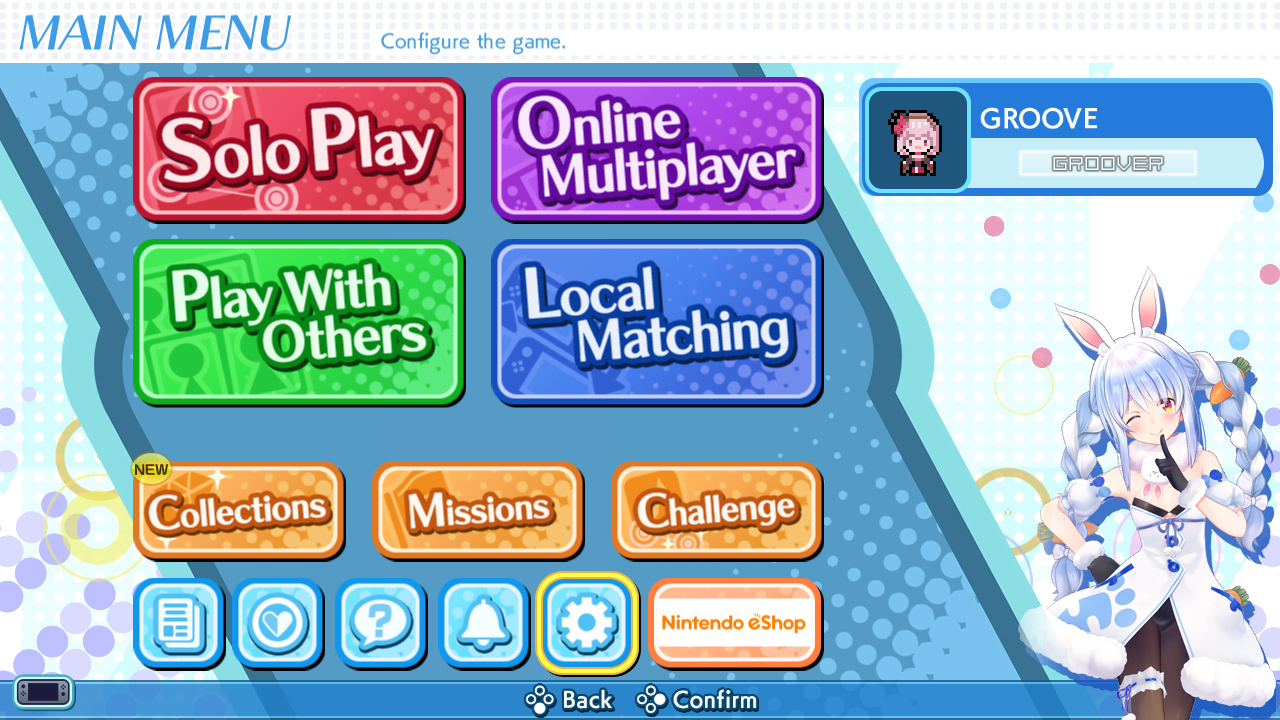 MAIN MENU
Configure the game.
Solo Play
Online
Multiplayer
GROOVE
GROOVER
Play With
Others
Local
Matching
NEW
Collections
Missions
Challenge
?
Nintendo eShop
Back
Confirm